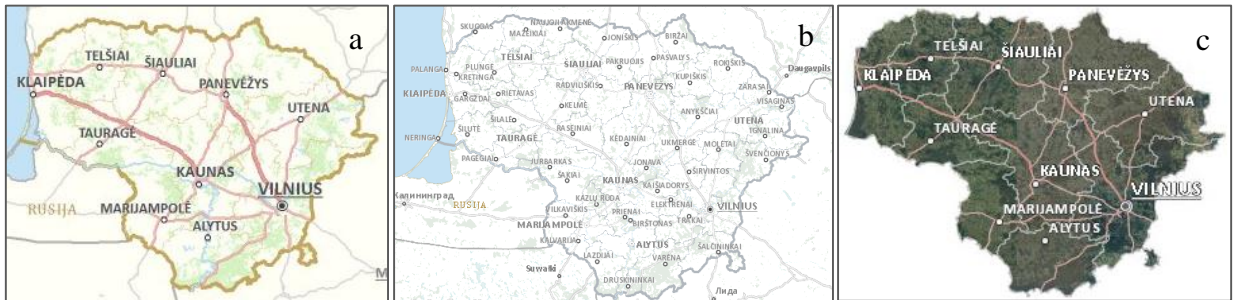 a
TELŠIAI
ŠIAULIAI
KLAIPĖDA
PANEVĖŽYS
UTENA
TAURAGĖ
KAUNAS
VILNIUS
RUSIJA
MARIJAMPOLĖ
ALYTUS
M
b
SKUODAS
NAUJOJI AKMENĖ
MAŽEIKIAI
JONIŠKIS
BIRŽAI
PALANGA
PLUNGĖ
TELŠIAI
ŠIAULIAI
PAKRUOJIS
PASVALYS
ROKIŠKIS
KRETINGA
KUPIŠKIS
Daugavpils
KLAIPĖDA
GARGŽDAI
RIETAVAS
RADVILIŠKIS
PANEVĖŽYS
ZARASAI
VISAGINAS
KELMĖ
ANYKŠČIAI
ŠILALĖ
UTENA
NERINGA
ŠILUTĖ
TAURAGĖ
RASEINIAI
KĖDAINIAI
IGNALINA
UKMERGĖ
MOLĖTAI
PAGĖGIAI
JURBARKAS
JONAVA
ŠVENČIONYS
ŠAKIAI
KAUNAS
ŠIRVINTOS
KAIŠIADORYS
Калининград
RUSIJA
KAZLŲ RŪDA
ELEKTRĖNAI
VILNIUS
VILKAVIŠKIS
PRIENAI
BIRŠTONAS
TRAKAI
MARIJAMPOLĖ
KALVARIJA
ALYTUS
ŠALČININKAI
LAZDIJAI
VARĖNA
Suwałki
DRUSKININKAI
Лида
c
TELŠIAI
ŠIAULIAI
KLAIPĖDA
PANEVĖŽYS
UTENA
TAURAGĖ
KAUNAS
VILNIUS
MARIJAMPOLĖ
ALYTUS